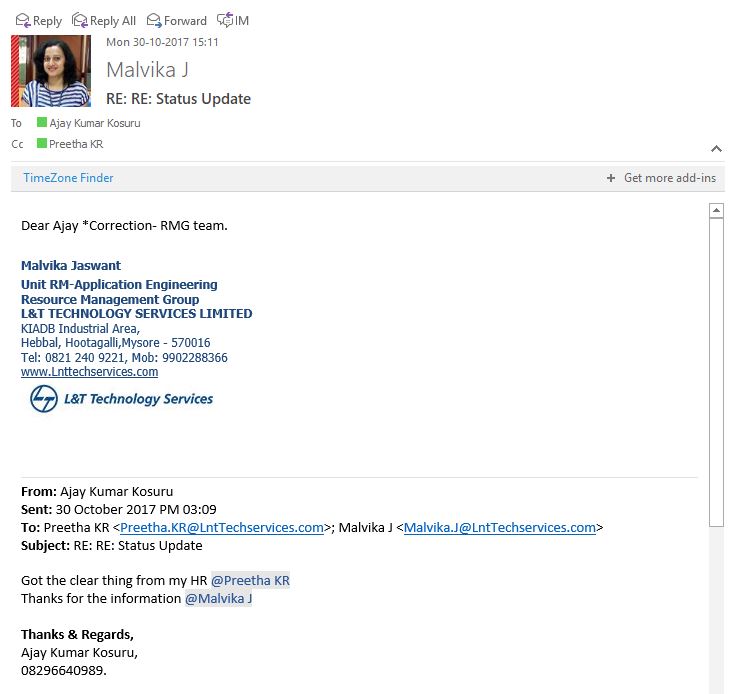 Reply Reply All Forward IM
Mon 30-10-2017 15:11
Malvika J
RE: RE: Status Update
To Ajay Kumar Kosuru
Cc Preetha KR
TimeZone Finder + Get more add-ins
Dear Ajay *Correction- RMG team.
Malvika Jaswant
Unit RM-Application Engineering
Resource Management Group
L&T TECHNOLOGY SERVICES LIMITED
KIADB Industrial Area,
Hebbal, Hootagalli,Mysore - 570016
Tel: 0821 240 9221, Mob: 9902288366
www.Lnttechservices.com
L&T Technology Services
From: Ajay Kumar Kosuru
Sent: 30 October 2017 PM 03:09
To: Preetha KR <Preetha.KR@LntTechservices.com>; Malvika J <Malvika.J@LntTechservices.com>
Subject: RE: RE: Status Update
Got the clear thing from my HR @Preetha KR
Thanks for the information @Malvika J
Thanks & Regards,
Ajay Kumar Kosuru,
08296640989.